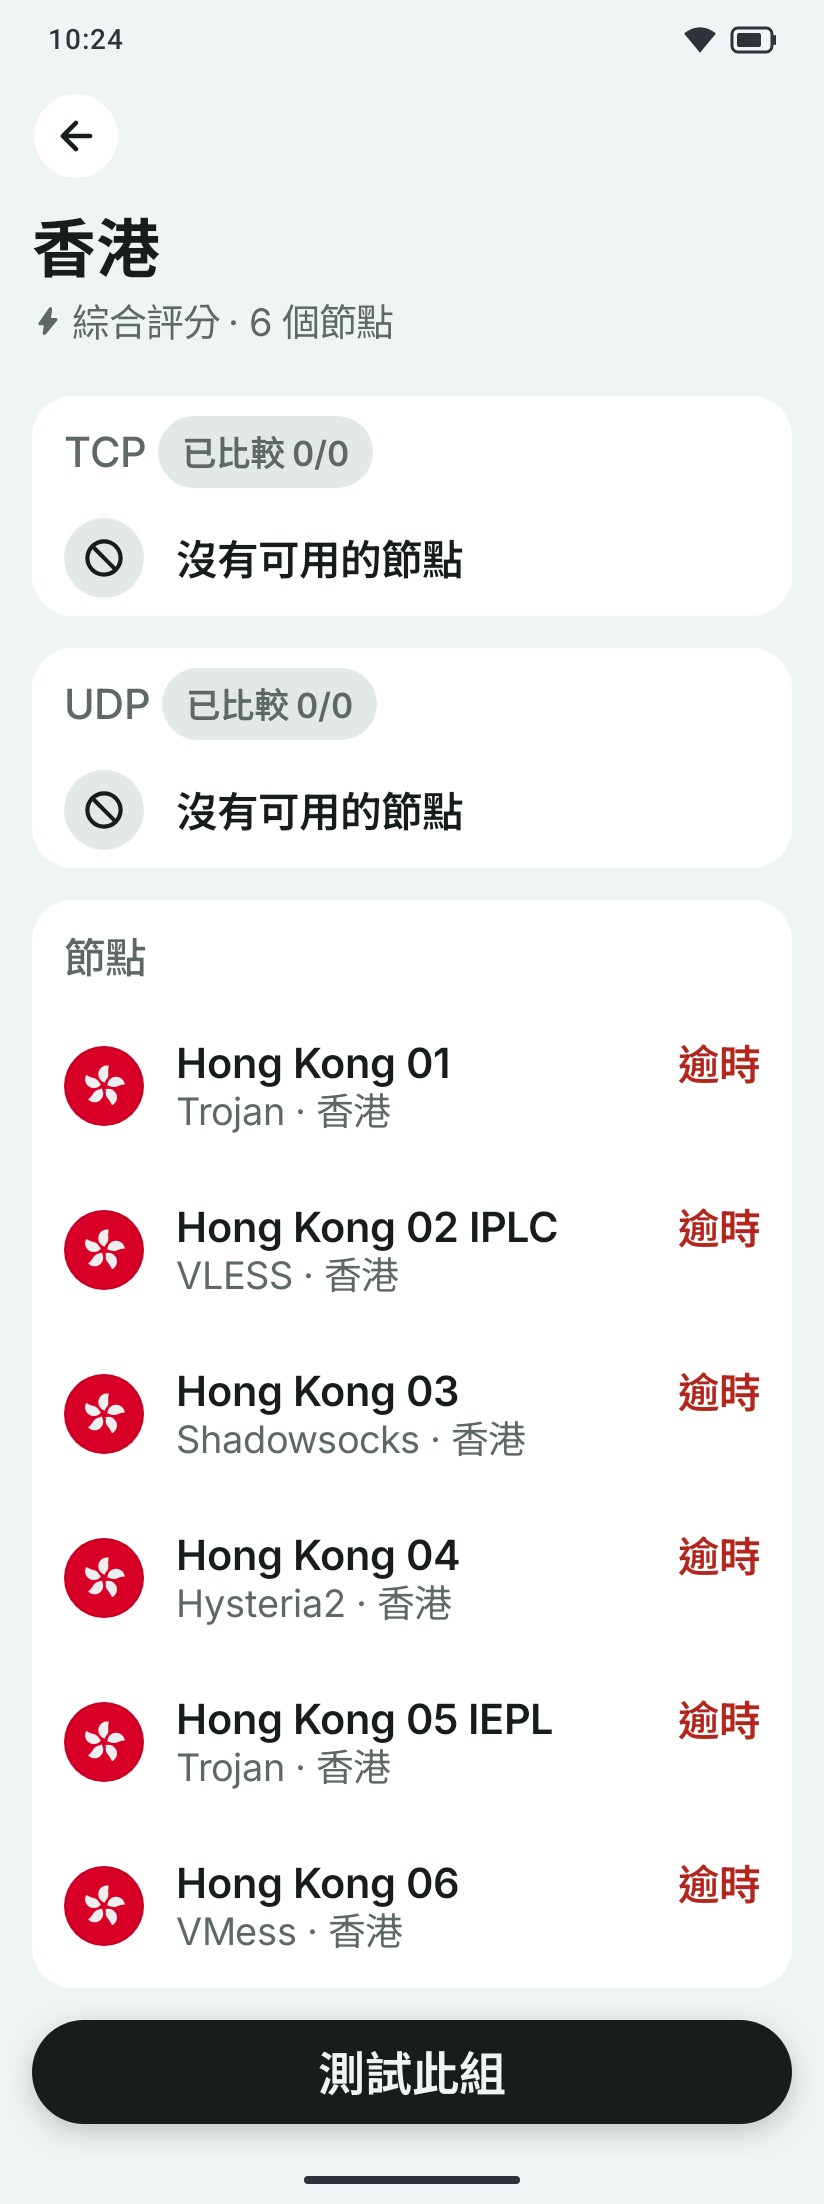 10:24
香港
綜合評分 · 6 個節點
TCP 已比較 0/0
沒有可用的節點
UDP 已比較 0/0
沒有可用的節點
節點
Hong Kong 01 逾時
Trojan · 香港
Hong Kong 02 IPLC 逾時
VLESS · 香港
Hong Kong 03 逾時
Shadowsocks · 香港
Hong Kong 04 逾時
Hysteria2 · 香港
Hong Kong 05 IEPL 逾時
Trojan · 香港
Hong Kong 06 逾時
VMess · 香港
測試此組